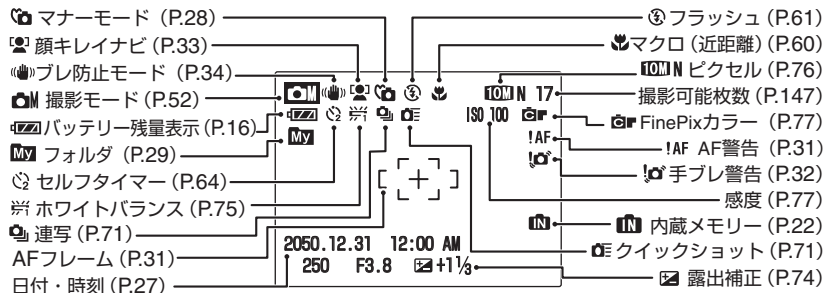 マナーモード (P.28)
顔キレイナビ (P.33)
ブレ防止モード (P.34)
撮影モード (P.52)
バッテリー残量表示 (P.16)
My フォルダ (P.29)
セルフタイマー (P.64)
ホワイトバランス (P.75)
連写 (P.71)
AFフレーム (P.31)
日付・時刻 (P.27)
M
10M N 17
ISO 100
My
!AF
IN
2050.12.31 12:00 AM
250 F3.8 +1 1/3
フラッシュ (P.61)
マクロ (近距離) (P.60)
10M N ピクセル (P.76)
撮影可能枚数 (P.147)
FinePixカラー (P.77)
!AF AF警告 (P.31)
手ブレ警告 (P.32)
感度 (P.77)
IN 内蔵メモリー (P.22)
クイックショット (P.71)
露出補正 (P.74)